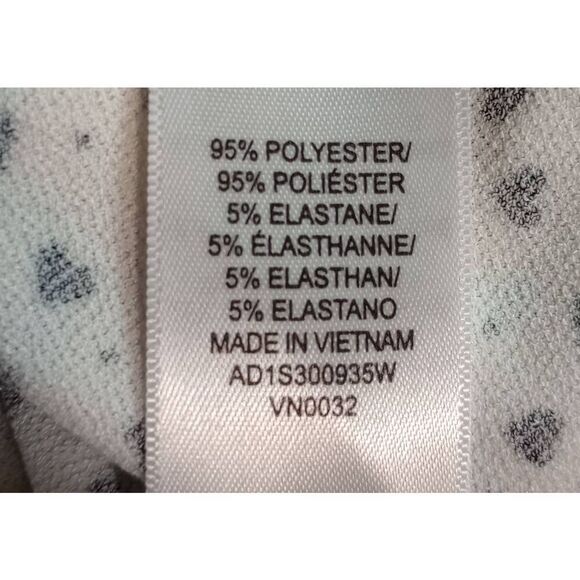 95% POLYESTER/
95% POLIÉSTER
5% ELASTANE/
5% ÉLASTHANNE/
5% ELASTHAN/
5% ELASTANO
MADE IN VIETNAM
AD1S300935W
VN0032